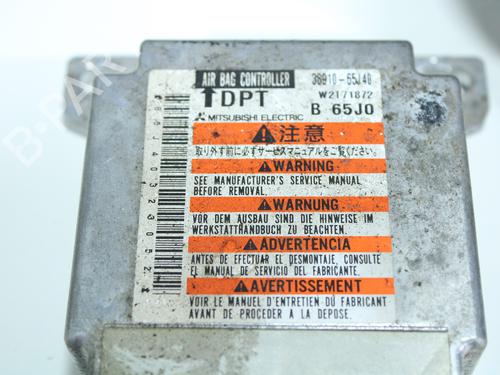 AIR BAG CONTROLLER 38910-65J40
↑DPT W2T71872
B 65J0
MITSUBISHI ELECTRIC
注意
取り外す前に必ずサービスマニュアルをご覧ください。
WARNING
SEE MANUFACTURER'S SERVICE MANUAL
BEFORE REMOVAL.
WARNUNG
VOR DEM AUSBAU SIND DIE HINWEISE IM
WERKSTATTHANDBUCH ZU BEACHTEN.
ADVERTENCIA
ANTES DE EFECTUAR EL DESMONTAJE, CONSULTE
EL MANUAL DE SERVICIO DEL FABRICANTE.
AVERTISSEMENT
VOIR LE MANUEL D'ENTRETIEN DU FABRICANT
AVANT DE PROCEDER A LA DEPOSE.